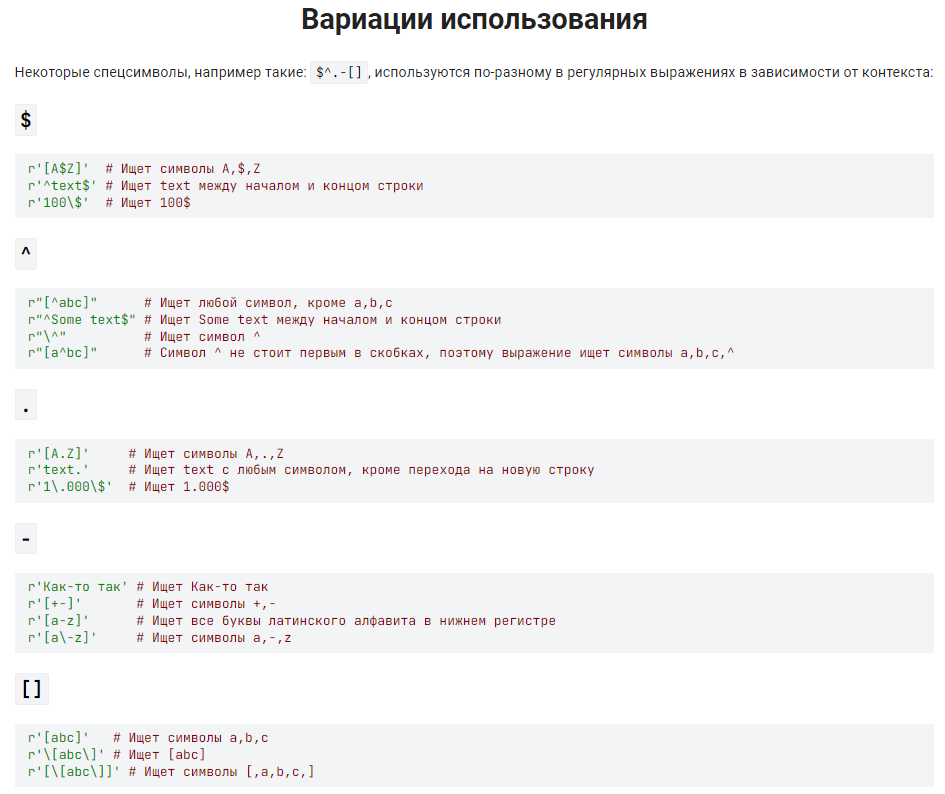 Вариации использования
Некоторые спецсимволы, например такие: $^.-[], используются по-разному в регулярных выражениях в зависимости от контекста:
$
r'[A$Z]'  # Ищет символы A,$,Z
r'^text$' # Ищет text между началом и концом строки
r'100\$'  # Ищет 100$
^
r"[^abc]"      # Ищет любой символ, кроме a,b,c
r"^Some text$" # Ищет Some text между началом и концом строки
r"\^"          # Ищет символ ^
r"[a^bc]"      # Символ ^ не стоит первым в скобках, поэтому выражение ищет символы a,b,c,^
.
r'[A.Z]'     # Ищет символы A,.,Z
r'text.'     # Ищет text с любым символом, кроме перехода на новую строку
r'1\.000\$'  # Ищет 1.000$
-
r'Как-то так' # Ищет Как-то так
r'[+-]'       # Ищет символы +,-
r'[a-z]'      # Ищет все буквы латинского алфавита в нижнем регистре
r'[a\-z]'     # Ищет символы a,-,z
[]
r'[abc]'   # Ищет символы a,b,c
r'\[abc\]' # Ищет [abc]
r'[\[abc\]]' # Ищет символы [,a,b,c,]